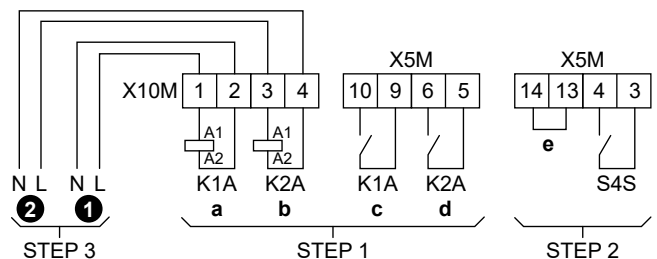 X5M X5M
X10M 1 2 3 4 10 9 6 5 14 13 4 3
A1 A1
A2 A2
e
N L N L K1A K2A K1A K2A S4S
2 1 a b c d
STEP 3 STEP 1 STEP 2